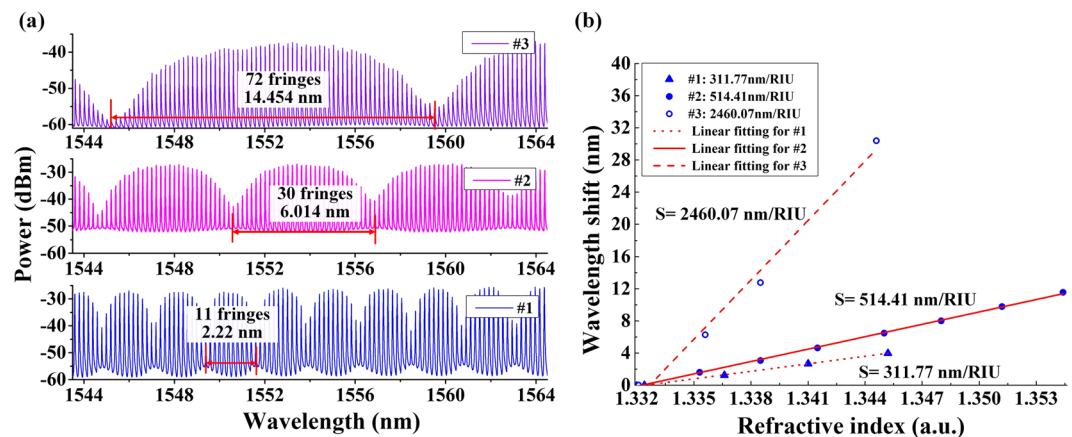 (a)
Power (dBm)
-40
-50
-60
#3
72 fringes
14.454 nm
1544
1548
1552
1556
1560
1564
-30
-40
-50
-60
#2
30 fringes
6.014 nm
1544
1548
1552
1556
1560
1564
-30
-40
-50
-60
#1
11 fringes
2.22 nm
1544
1548
1552
1556
1560
1564
Wavelength (nm)
(b)
Wavelength shift (nm)
40
36
32
28
24
20
16
12
8
4
0
#1: 311.77nm/RIU
#2: 514.41nm/RIU
#3: 2460.07nm/RIU
Linear fitting for #1
Linear fitting for #2
Linear fitting for #3
S= 2460.07 nm/RIU
S= 514.41 nm/RIU
S= 311.77 nm/RIU
1.332
1.335
1.338
1.341
1.344
1.347
1.350
1.353
Refractive index (a.u.)